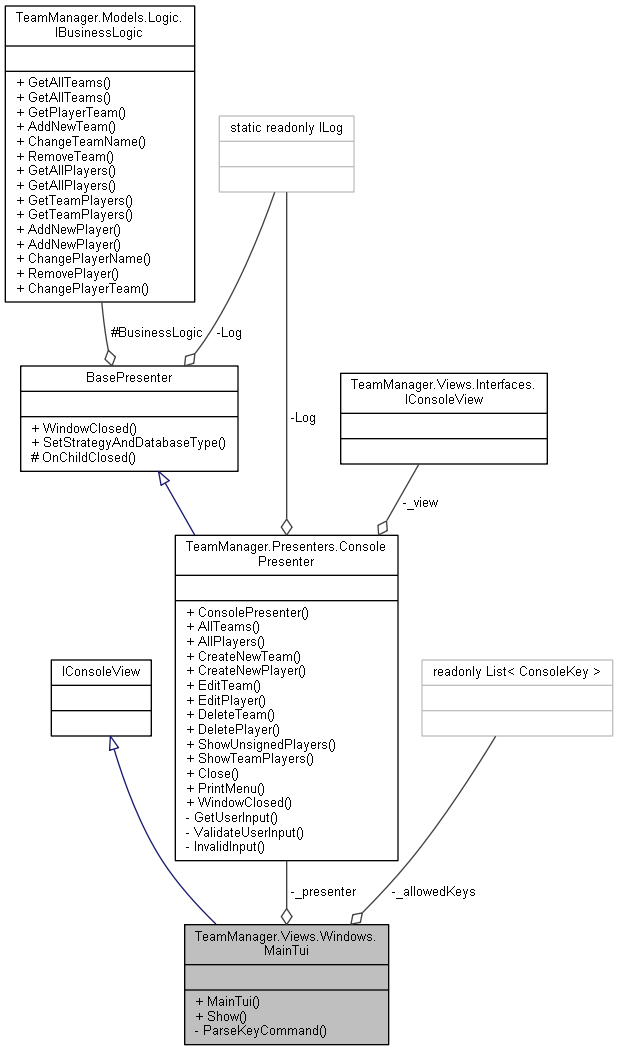 TeamManager.Models.Logic.
IBusinessLogic
+ GetAllTeams()
+ GetAllTeams()
+ GetPlayerTeam()
+ AddNewTeam()
+ ChangeTeamName()
+ RemoveTeam()
+ GetAllPlayers()
+ GetAllPlayers()
+ GetTeamPlayers()
+ GetTeamPlayers()
+ AddNewPlayer()
+ AddNewPlayer()
+ ChangePlayerName()
+ RemovePlayer()
+ ChangePlayerTeam()
static readonly ILog
#BusinessLogic
-Log
BasePresenter
+ WindowClosed()
+ SetStrategyAndDatabaseType()
# OnChildClosed()
-Log
TeamManager.Views.Interfaces.
IConsoleView
-_view
TeamManager.Presenters.Console
Presenter
+ ConsolePresenter()
+ AllTeams()
+ AllPlayers()
+ CreateNewTeam()
+ CreateNewPlayer()
+ EditTeam()
+ EditPlayer()
+ DeleteTeam()
+ DeletePlayer()
+ ShowUnsignedPlayers()
+ ShowTeamPlayers()
+ Close()
+ PrintMenu()
+ WindowClosed()
- GetUserInput()
- ValidateUserInput()
- InvalidInput()
IConsoleView
readonly List< ConsoleKey >
-_presenter
-_allowedKeys
TeamManager.Views.Windows.
MainTui
+ MainTui()
+ Show()
- ParseKeyCommand()